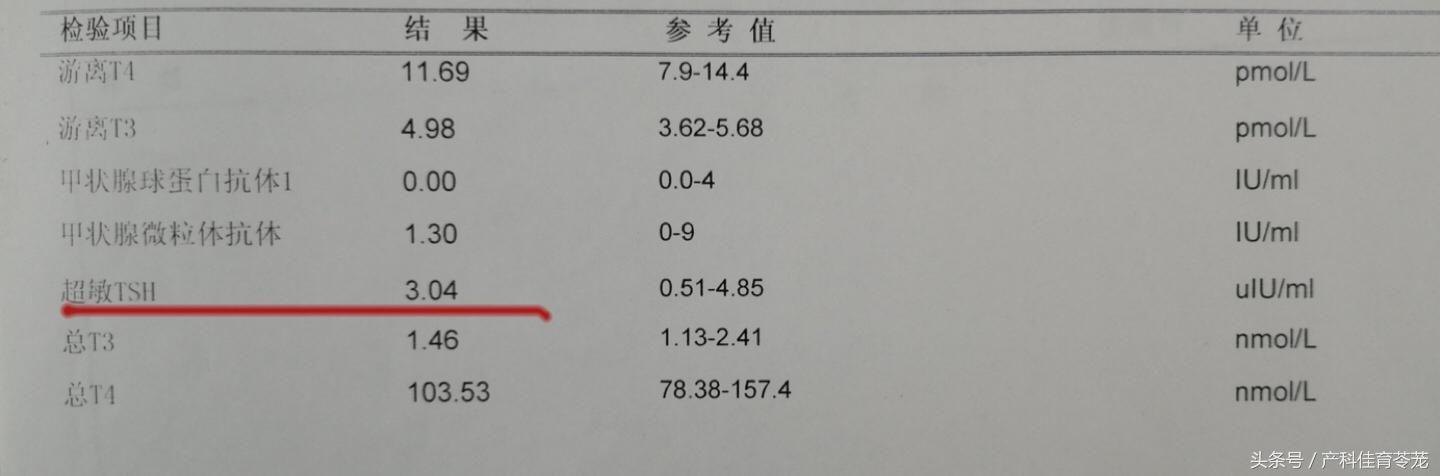 检验项目 结 果 参 考 值 单 位
游离T4 11.69 7.9-14.4 pmol/L
游离T3 4.98 3.62-5.68 pmol/L
甲状腺球蛋白抗体1 0.00 0.0-4 IU/ml
甲状腺微粒体抗体 1.30 0-9 IU/ml
超敏TSH 3.04 0.51-4.85 uIU/ml
总T3 1.46 1.13-2.41 nmol/L
总T4 103.53 78.38-157.4 nmol/L
头条号 / 产科佳育苓茏